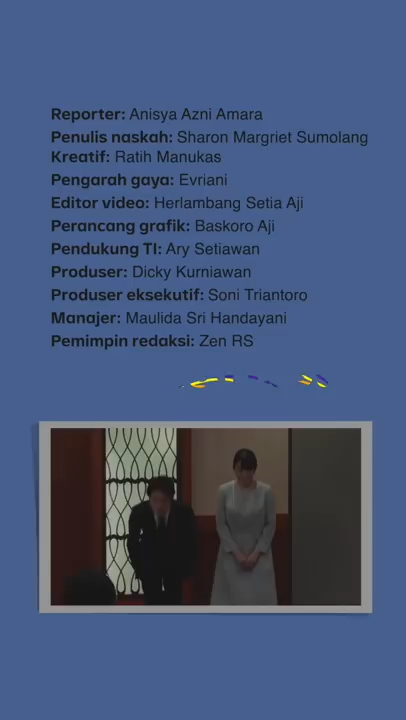 Reporter: Anisya Azni Amara
Penulis naskah: Sharon Margriet Sumolang
Kreatif: Ratih Manukas
Pengarah gaya: Evriani
Editor video: Herlambang Setia Aji
Perancang grafik: Baskoro Aji
Pendukung TI: Ary Setiawan
Produser: Dicky Kurniawan
Produser eksekutif: Soni Triantoro
Manajer: Maulida Sri Handayani
Pemimpin redaksi: Zen RS